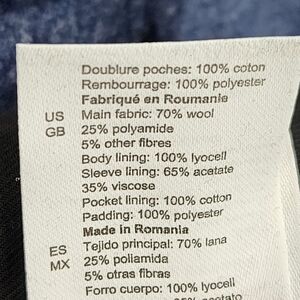 Doublure poches: 100% coton
Rembourrage: 100% polyester
Fabriqué en Roumanie
US Main fabric: 70% wool
GB 25% polyamide
5% other fibres
Body lining: 100% lyocell
Sleeve lining: 65% acetate
35% viscose
Pocket lining: 100% cotton
Padding: 100% polyester
Made in Romania
ES Tejido principal: 70% lana
MX 25% poliamida
5% otras fibras
Forro cuerpo: 100% lyocell
acetato